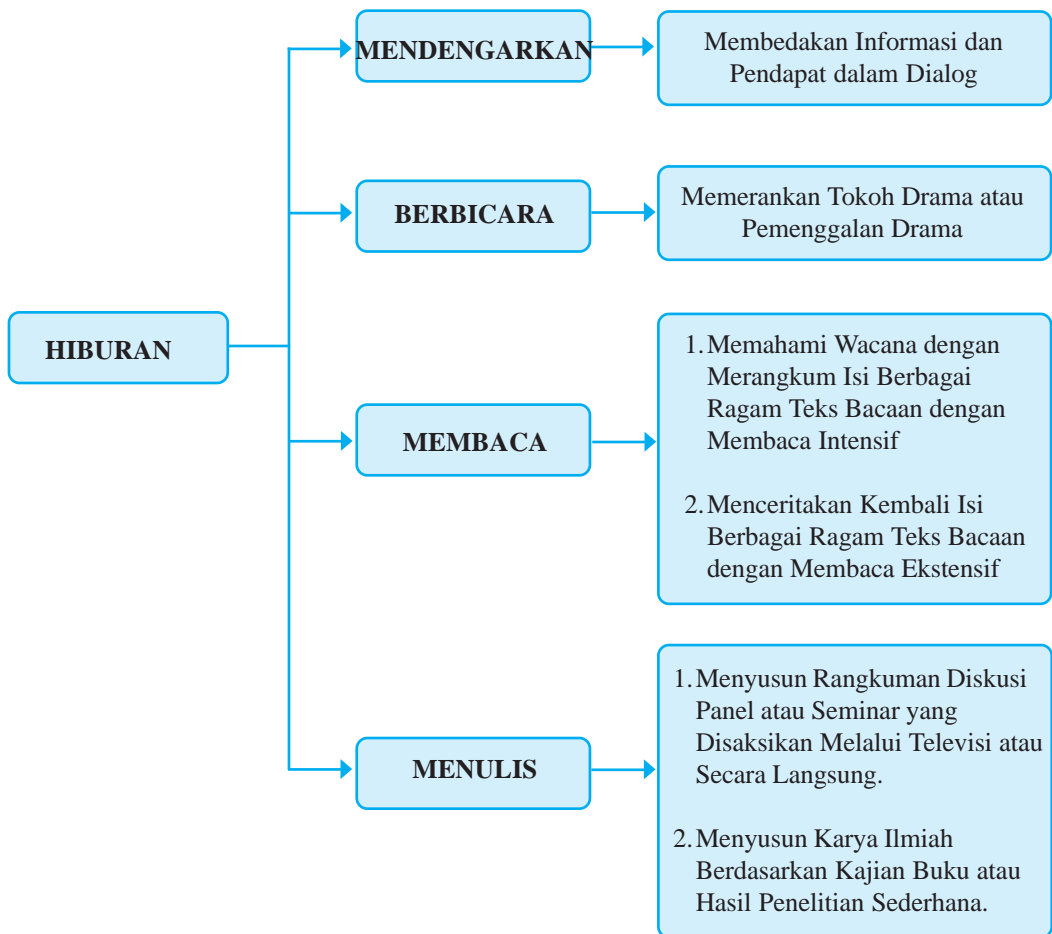 MENDENGARKAN
Membedakan Informasi dan
Pendapat dalam Dialog
BERBICARA
Memerankan Tokoh Drama atau
Pemenggalan Drama
HIBURAN
MEMBACA
1. Memahami Wacana dengan
Merangkum Isi Berbagai
Ragam Teks Bacaan dengan
Membaca Intensif
2. Menceritakan Kembali Isi
Berbagai Ragam Teks Bacaan
dengan Membaca Ekstensif
MENULIS
1. Menyusun Rangkuman Diskusi
Panel atau Seminar yang
Disaksikan Melalui Televisi atau
Secara Langsung.
2. Menyusun Karya Ilmiah
Berdasarkan Kajian Buku atau
Hasil Penelitian Sederhana.